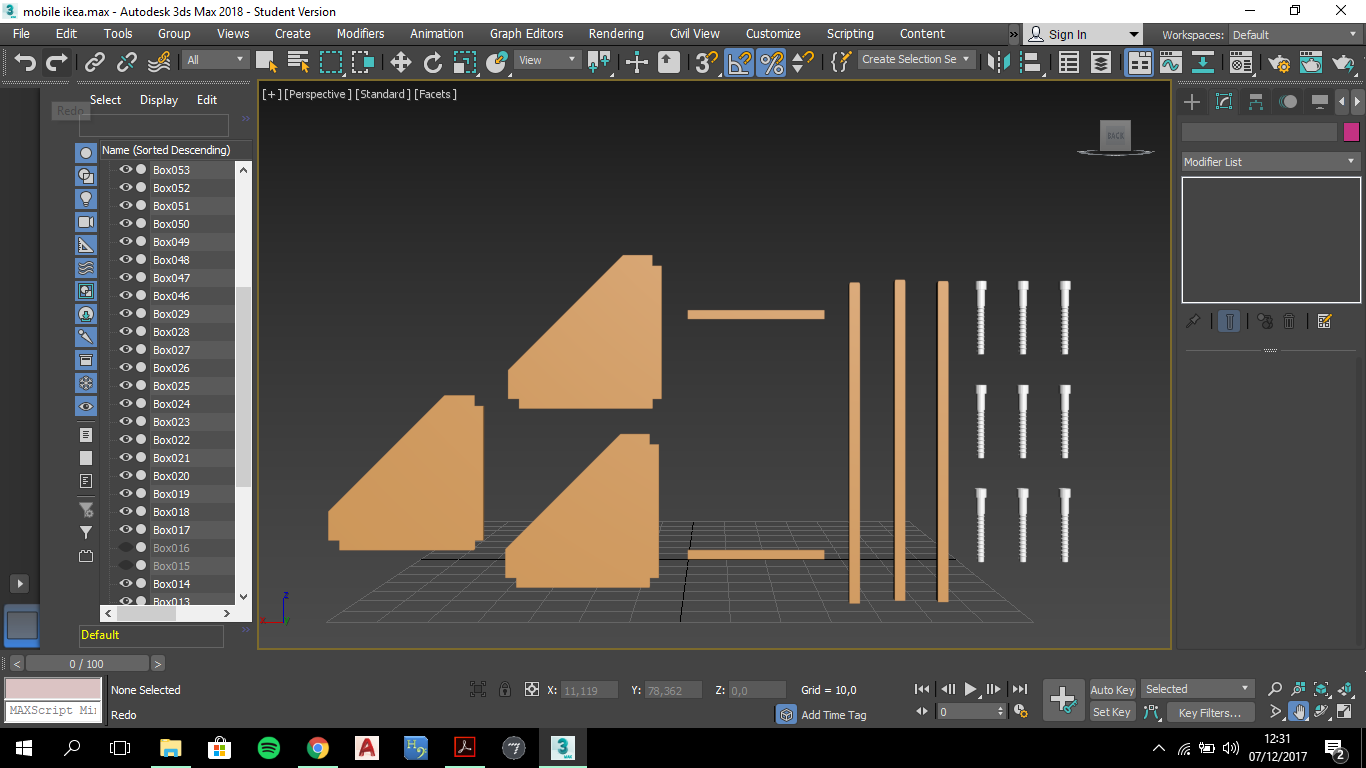 mobile ikea.max - Autodesk 3ds Max 2018 - Student Version
File Edit Tools Group Views Create Modifiers Animation Graph Editors Rendering Civil View Customize Scripting Content » Sign In Workspaces: Default
All View Create Selection Se
Select Display Edit
Redo
Name (Sorted Descending)
Box053
Box052
Box051
Box050
Box049
Box048
Box047
Box046
Box029
Box028
Box027
Box026
Box025
Box024
Box023
Box022
Box021
Box020
Box019
Box018
Box017
Box016
Box015
Box014
Box013
Default
[+] [Perspective] [Standard] [Facets]
BACK
z
Modifier List
0 / 100
None Selected X: 11,119 Y: 78,362 Z: 0,0 Grid = 10,0 Auto Key Selected
MAXScript Mi
Redo Add Time Tag 0 Set Key Key Filters...
12:31
07/12/2017
2